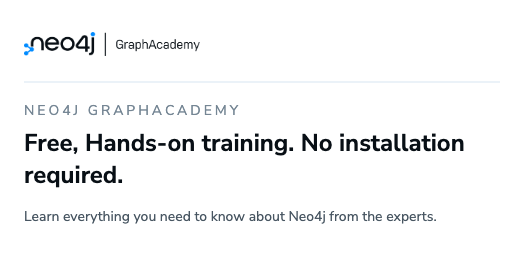 neo4j | GraphAcademy
NEO4J GRAPHACADEMY
Free, Hands-on training. No installation
required.
Learn everything you need to know about Neo4j from the experts.